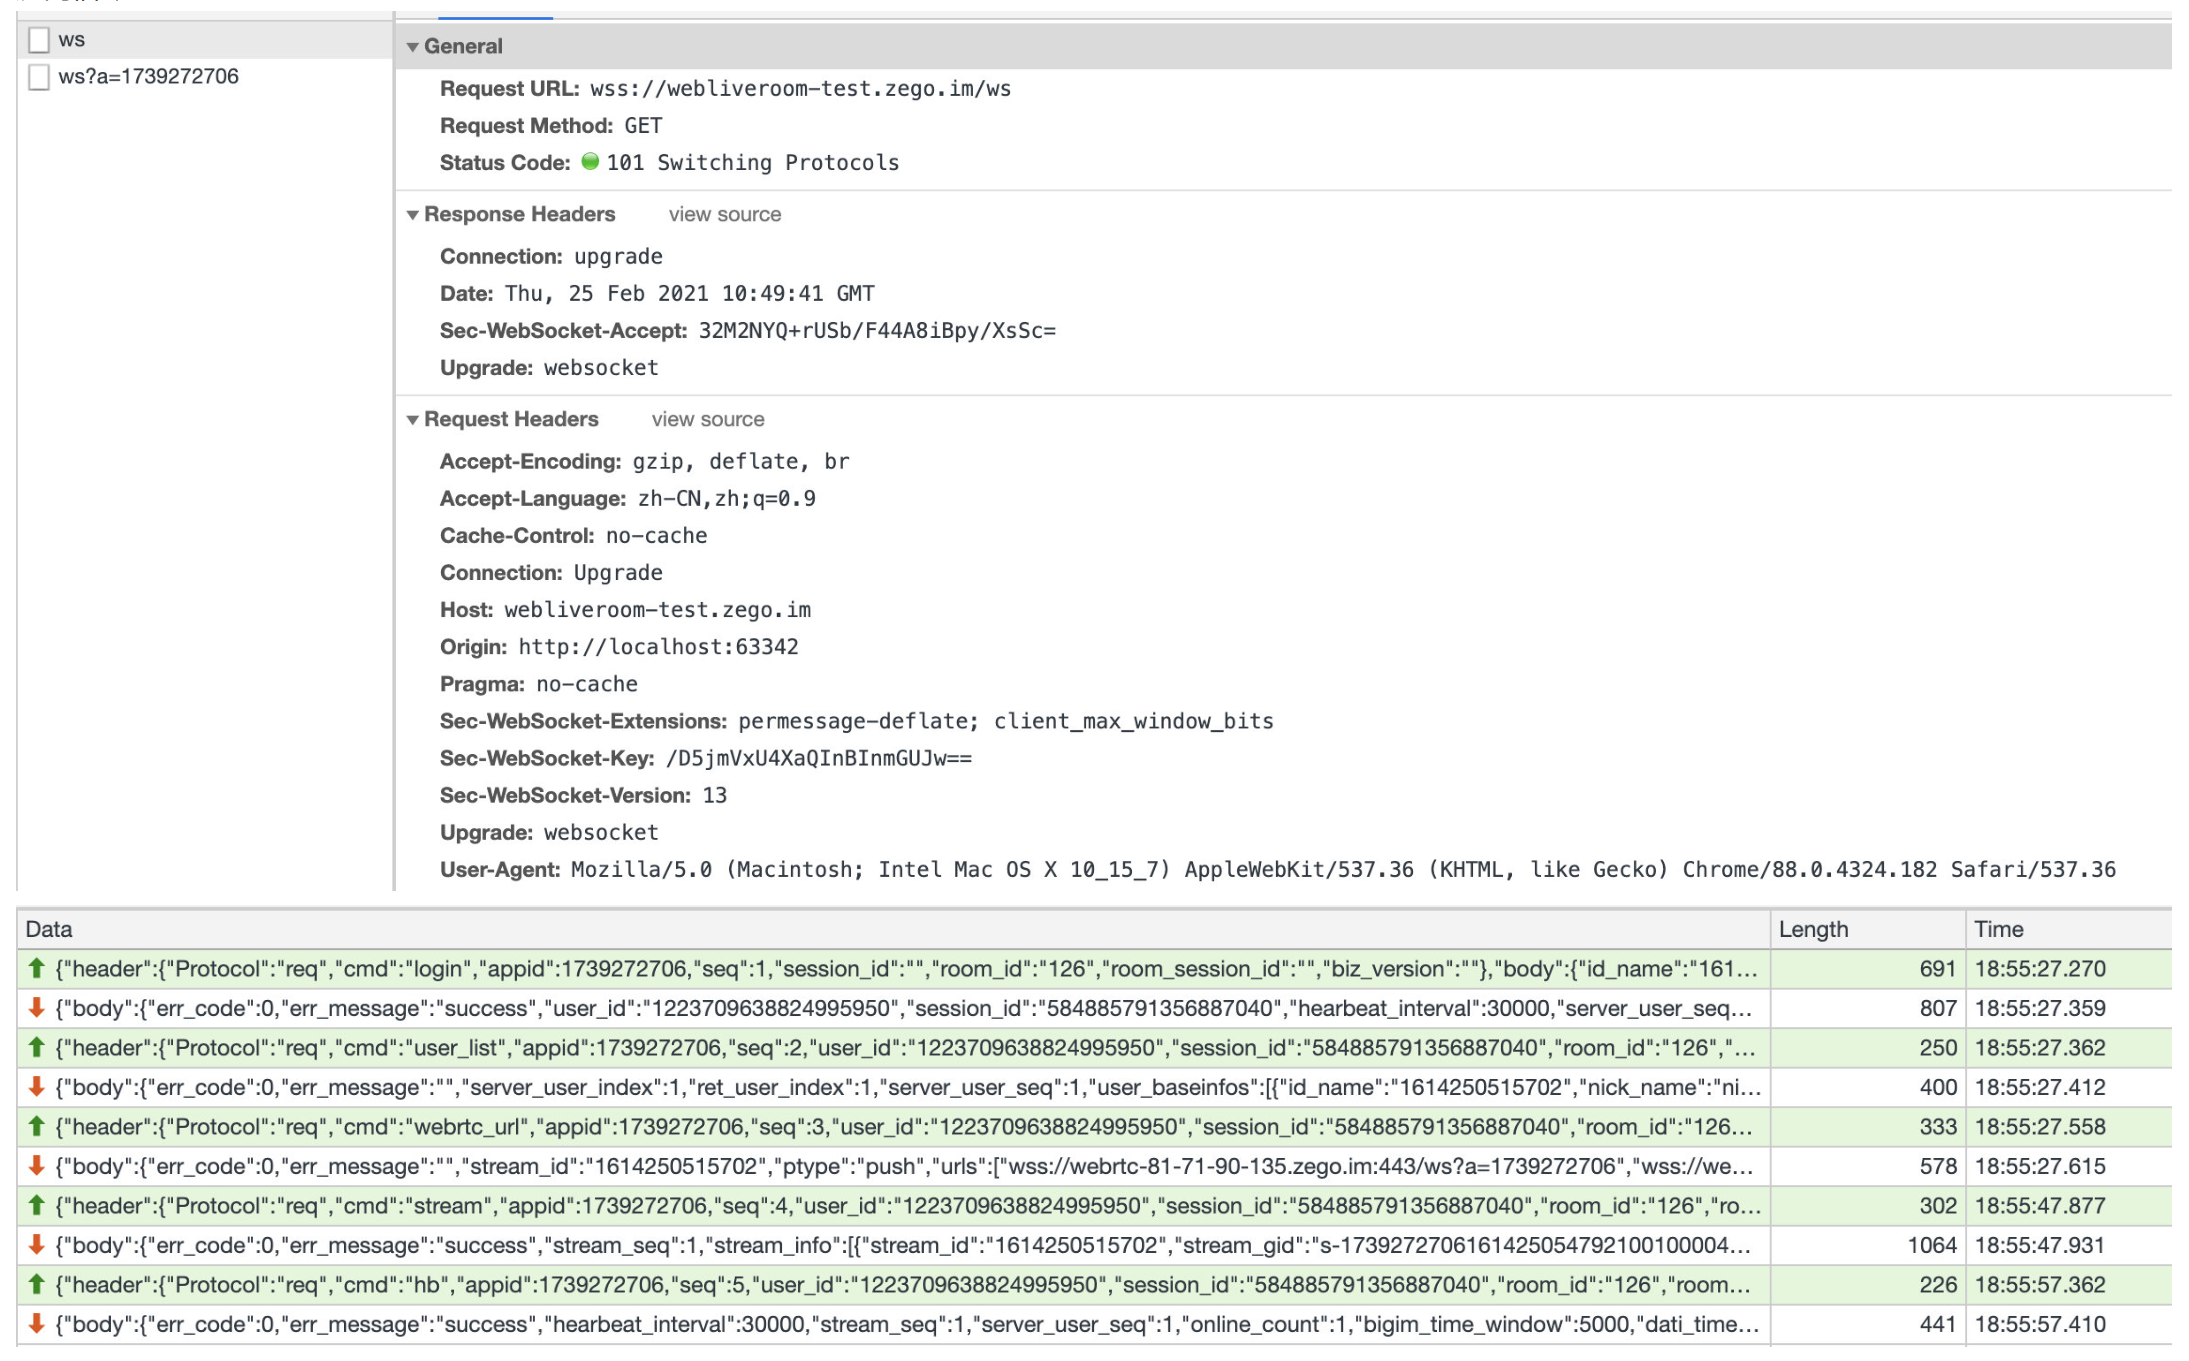 ws
ws?a=1739272706
General
Request URL: wss://webliveroom-test.zego.im/ws
Request Method: GET
Status Code: 101 Switching Protocols
Response Headers view source
Connection: upgrade
Date: Thu, 25 Feb 2021 10:49:41 GMT
Sec-WebSocket-Accept: 32M2NYQ+rUSb/F44A8iBpy/XsSc=
Upgrade: websocket
Request Headers view source
Accept-Encoding: gzip, deflate, br
Accept-Language: zh-CN,zh;q=0.9
Cache-Control: no-cache
Connection: Upgrade
Host: webliveroom-test.zego.im
Origin: http://localhost:63342
Pragma: no-cache
Sec-WebSocket-Extensions: permessage-deflate; client_max_window_bits
Sec-WebSocket-Key: /D5jmVxU4XaQInBInmGUJw==
Sec-WebSocket-Version: 13
Upgrade: websocket
User-Agent: Mozilla/5.0 (Macintosh; Intel Mac OS X 10_15_7) AppleWebKit/537.36 (KHTML, like Gecko) Chrome/88.0.4324.182 Safari/537.36
Data Length Time
{"header":{"Protocol":"req","cmd":"login","appid":1739272706,"seq":1,"session_id":"","room_id":"126","room_session_id":"","biz_version":""},"body":{"id_name":"161... 691 18:55:27.270
{"body":{"err_code":0,"err_message":"success","user_id":"1223709638824995950","session_id":"584885791356887040","hearbeat_interval":30000,"server_user_seq... 807 18:55:27.359
{"header":{"Protocol":"req","cmd":"user_list","appid":1739272706,"seq":2,"user_id":"1223709638824995950","session_id":"584885791356887040","room_id":"126","... 250 18:55:27.362
{"body":{"err_code":0,"err_message":"","server_user_index":1,"ret_user_index":1,"server_user_seq":1,"user_baseinfos":[{"id_name":"1614250515702","nick_name":"ni... 400 18:55:27.412
{"header":{"Protocol":"req","cmd":"webrtc_url","appid":1739272706,"seq":3,"user_id":"1223709638824995950","session_id":"584885791356887040","room_id":"126... 333 18:55:27.558
{"body":{"err_code":0,"err_message":"","stream_id":"1614250515702","ptype":"push","urls":["wss://webrtc-81-71-90-135.zego.im:443/ws?a=1739272706","wss://we... 578 18:55:27.615
{"header":{"Protocol":"req","cmd":"stream","appid":1739272706,"seq":4,"user_id":"1223709638824995950","session_id":"584885791356887040","room_id":"126","ro... 302 18:55:47.877
{"body":{"err_code":0,"err_message":"success","stream_seq":1,"stream_info":[{"stream_id":"1614250515702","stream_gid":"s-173927270616142505479210010 0004... 1064 18:55:47.931
{"header":{"Protocol":"req","cmd":"hb","appid":1739272706,"seq":5,"user_id":"1223709638824995950","session_id":"584885791356887040","room_id":"126","room... 226 18:55:57.362
{"body":{"err_code":0,"err_message":"success","hearbeat_interval":30000,"stream_seq":1,"server_user_seq":1,"online_count":1,"bigim_time_window":5000,"dati_time... 441 18:55:57.410